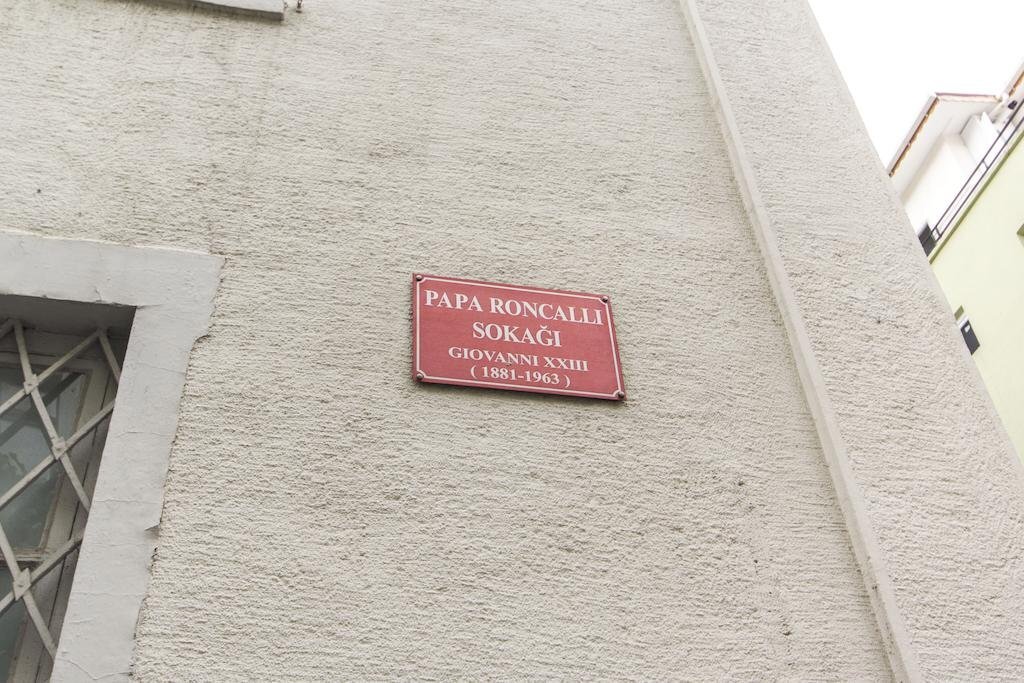 PAPA RONCALLI
SOKAĞI
GIOVANNI XXIII
( 1881-1963 )